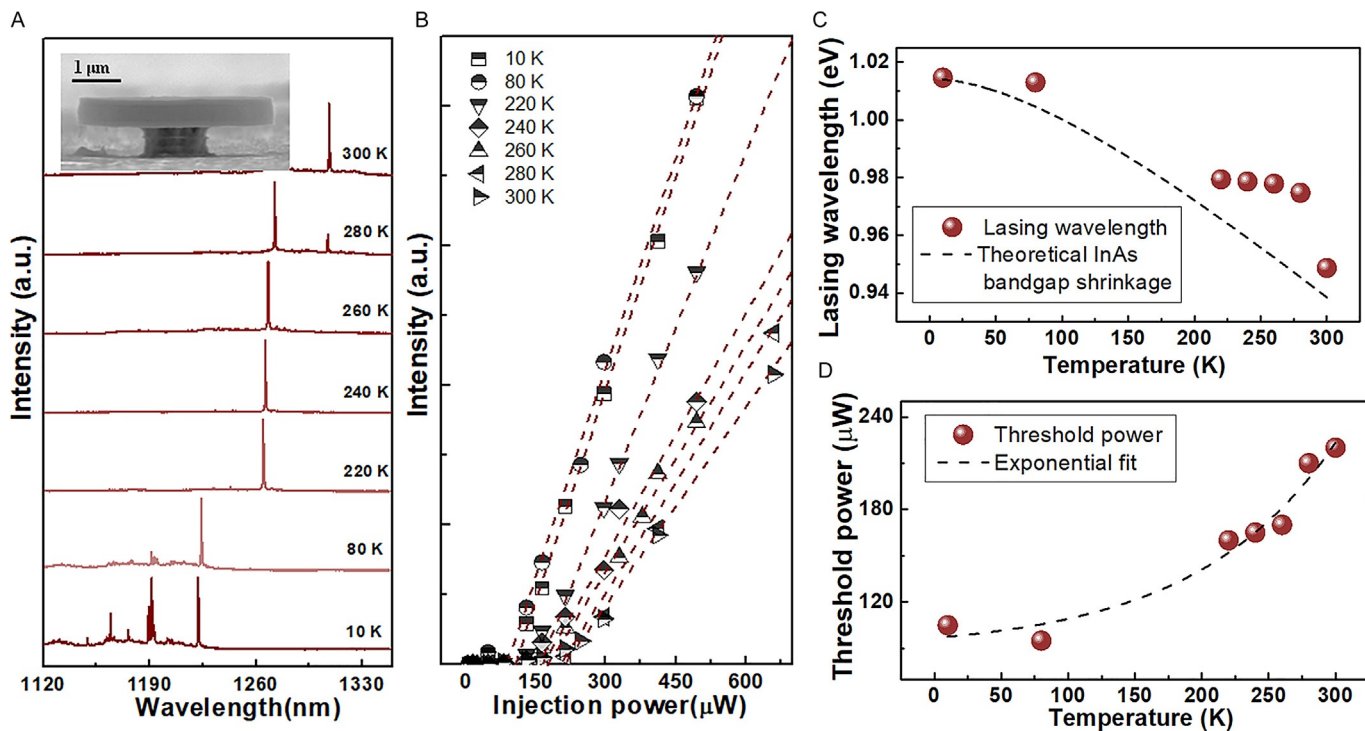 A
Intensity (a.u.)
1 μm
300 K
280 K
260 K
240 K
220 K
80 K
10 K
1120
1190
1260
1330
Wavelength(nm)
B
Intensity (a.u.)
10 K
80 K
220 K
240 K
260 K
280 K
300 K
0
150
300
450
600
Injection power(μW)
C
Lasing wavelength (eV)
1.02
1.00
0.98
0.96
0.94
Lasing wavelength
Theoretical InAs
bandgap shrinkage
0
50
100
150
200
250
300
Temperature (K)
D
Threshold power (μW)
240
180
120
Threshold power
Exponential fit
0
50
100
150
200
250
300
Temperature (K)